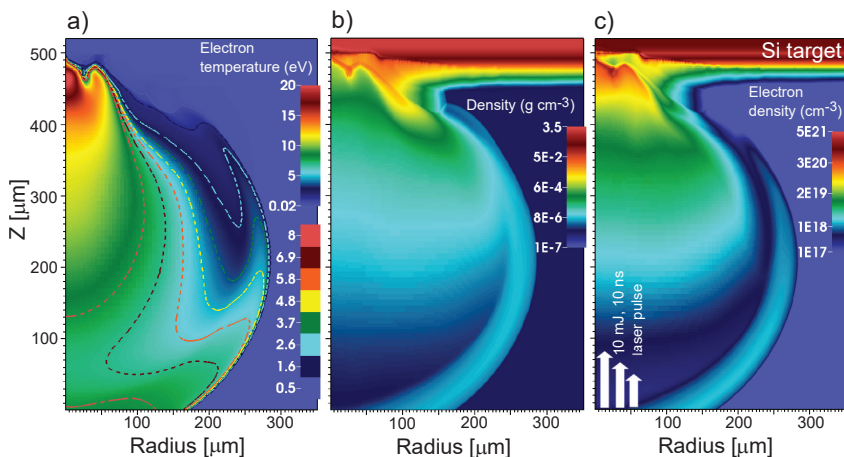 a)
b)
c)
Electron
temperature (eV)
20
15
10
5
0.02
8
6.9
5.8
4.8
3.7
2.6
1.6
0.5
Density (g cm-3)
3.5
5E-2
6E-4
8E-6
1E-7
Si target
Electron
density (cm-3)
5E21
3E20
2E19
1E18
1E17
10 mJ, 10 ns
laser pulse
Z [µm]
500
400
300
200
100
100 200 300
100 200 300
100 200 300
Radius [µm]
Radius [µm]
Radius [µm]